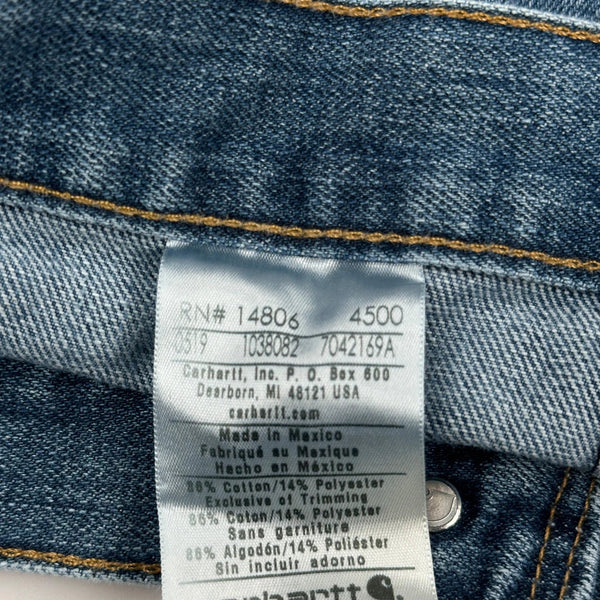 RN# 14806 4500
0519 1038082 7042169A
Carhartt, Inc. P. O. Box 600
Dearborn, MI 48121 USA
carhartt.com
Made in Mexico
Fabriqué au Mexique
Hecho en México
86% Cotton/14% Polyester
Exclusive of Trimming
86% Coton/14% Polyester
Sans garniture
86% Algodón/14% Poliéster
Sin incluir adorno
carhartt